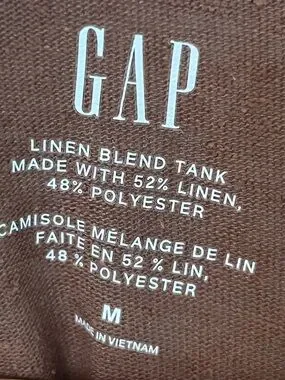 GAP
LINEN BLEND TANK
MADE WITH 52% LINEN,
48% POLYESTER
CAMISOLE MÉLANGE DE LIN
FAITE EN 52 % LIN,
48 % POLYESTER
M
MADE IN VIETNAM